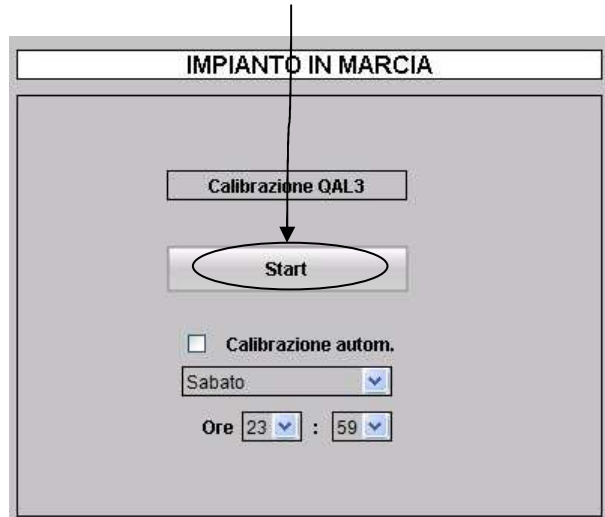 IMPIANTO IN MARCIA
Calibrazione QAL3
Start
Calibrazione autom.
Sabato
Ore 23 : 59